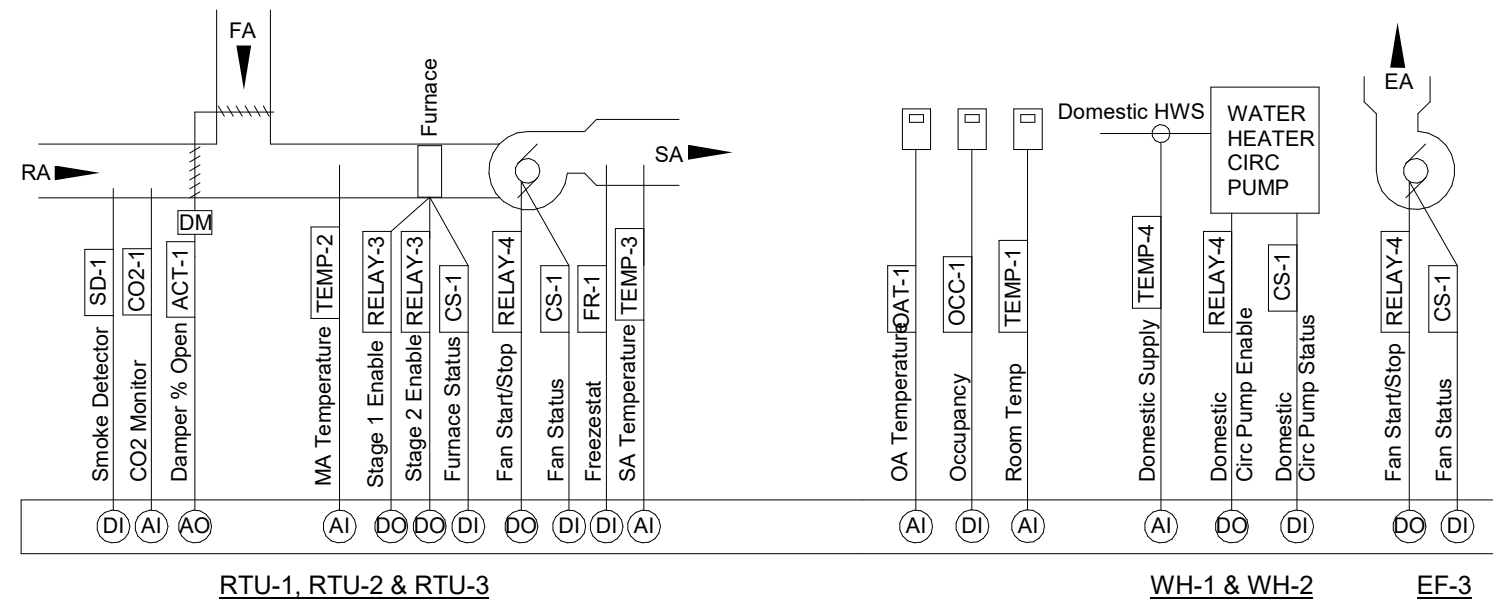 FA
RA
SA
Furnace
DM
SD-1
CO2-1
ACT-1
TEMP-2
RELAY-3
RELAY-3
CS-1
RELAY-4
CS-1
FR-1
TEMP-3
Smoke Detector
CO2 Monitor
Damper % Open
MA Temperature
Stage 1 Enable
Stage 2 Enable
Furnace Status
Fan Start/Stop
Fan Status
Freezestat
SA Temperature
DI
AI
AO
AI
DO
DO
DI
DO
DI
DI
AI
RTU-1, RTU-2 & RTU-3
OAT-1
OCC-1
TEMP-1
OA Temperature
Occupancy
Room Temp
AI
DI
AI
Domestic HWS
WATER
HEATER
CIRC
PUMP
TEMP-4
RELAY-4
CS-1
Domestic Supply
Domestic
Circ Pump Enable
Domestic
Circ Pump Status
AI
DO
DI
WH-1 & WH-2
EA
RELAY-4
CS-1
Fan Start/Stop
Fan Status
DO
DI
EF-3